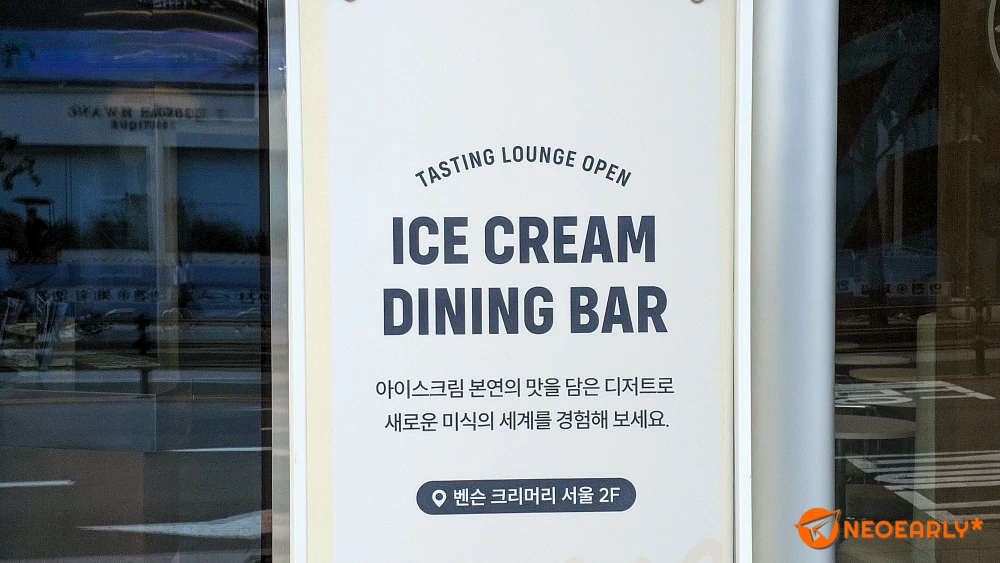 TASTING LOUNGE OPEN
ICE CREAM
DINING BAR
아이스크림 본연의 맛을 담은 디저트로
새로운 미식의 세계를 경험해 보세요.
벤슨 크리머리 서울 2F
NEOEARLY*